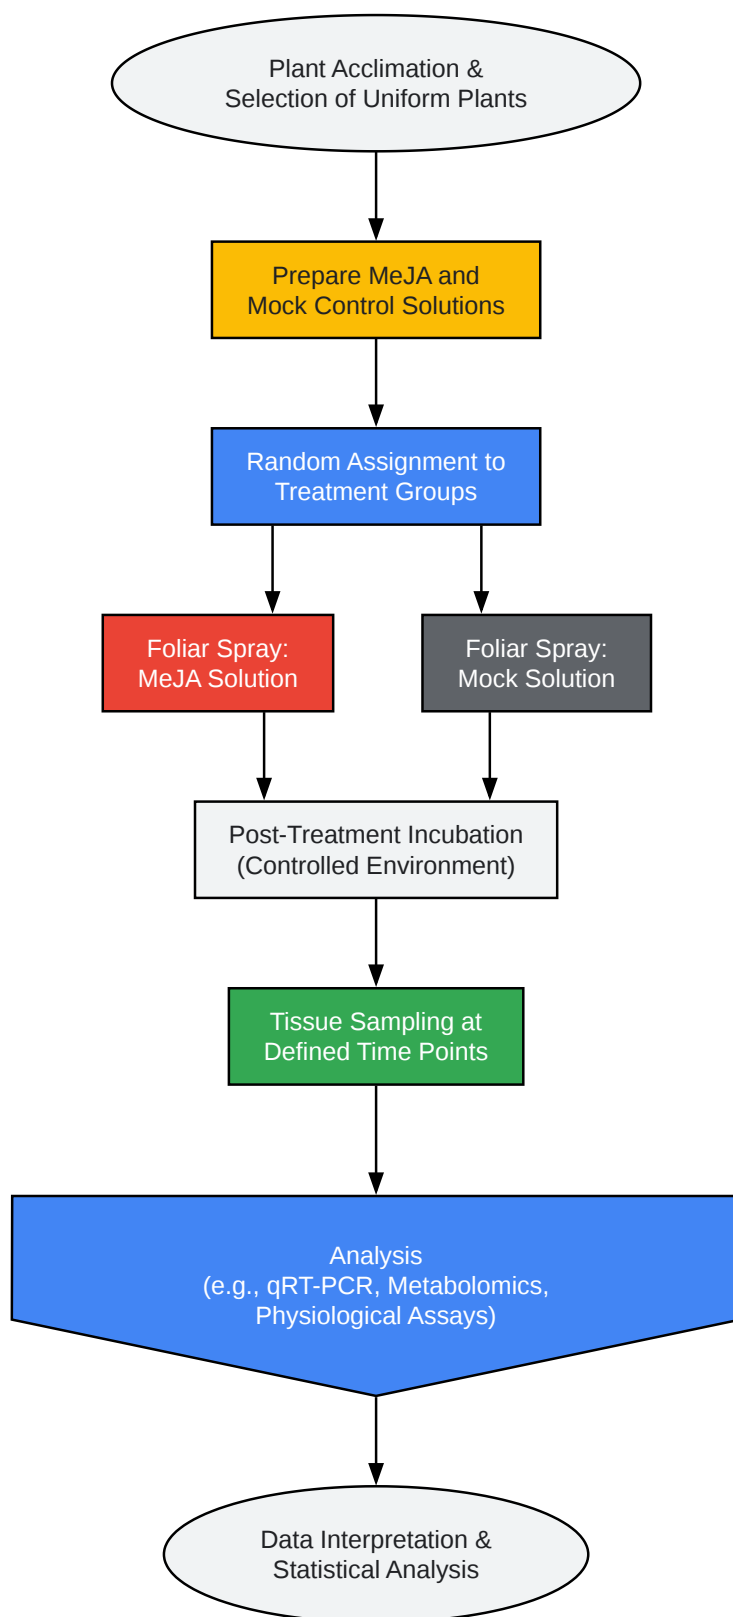 Plant Acclimation &
Selection of Uniform Plants
Prepare MeJA and
Mock Control Solutions
Random Assignment to
Treatment Groups
Foliar Spray:
MeJA Solution
Foliar Spray:
Mock Solution
Post-Treatment Incubation
(Controlled Environment)
Tissue Sampling at
Defined Time Points
Analysis
(e.g., qRT-PCR, Metabolomics,
Physiological Assays)
Data Interpretation &
Statistical Analysis